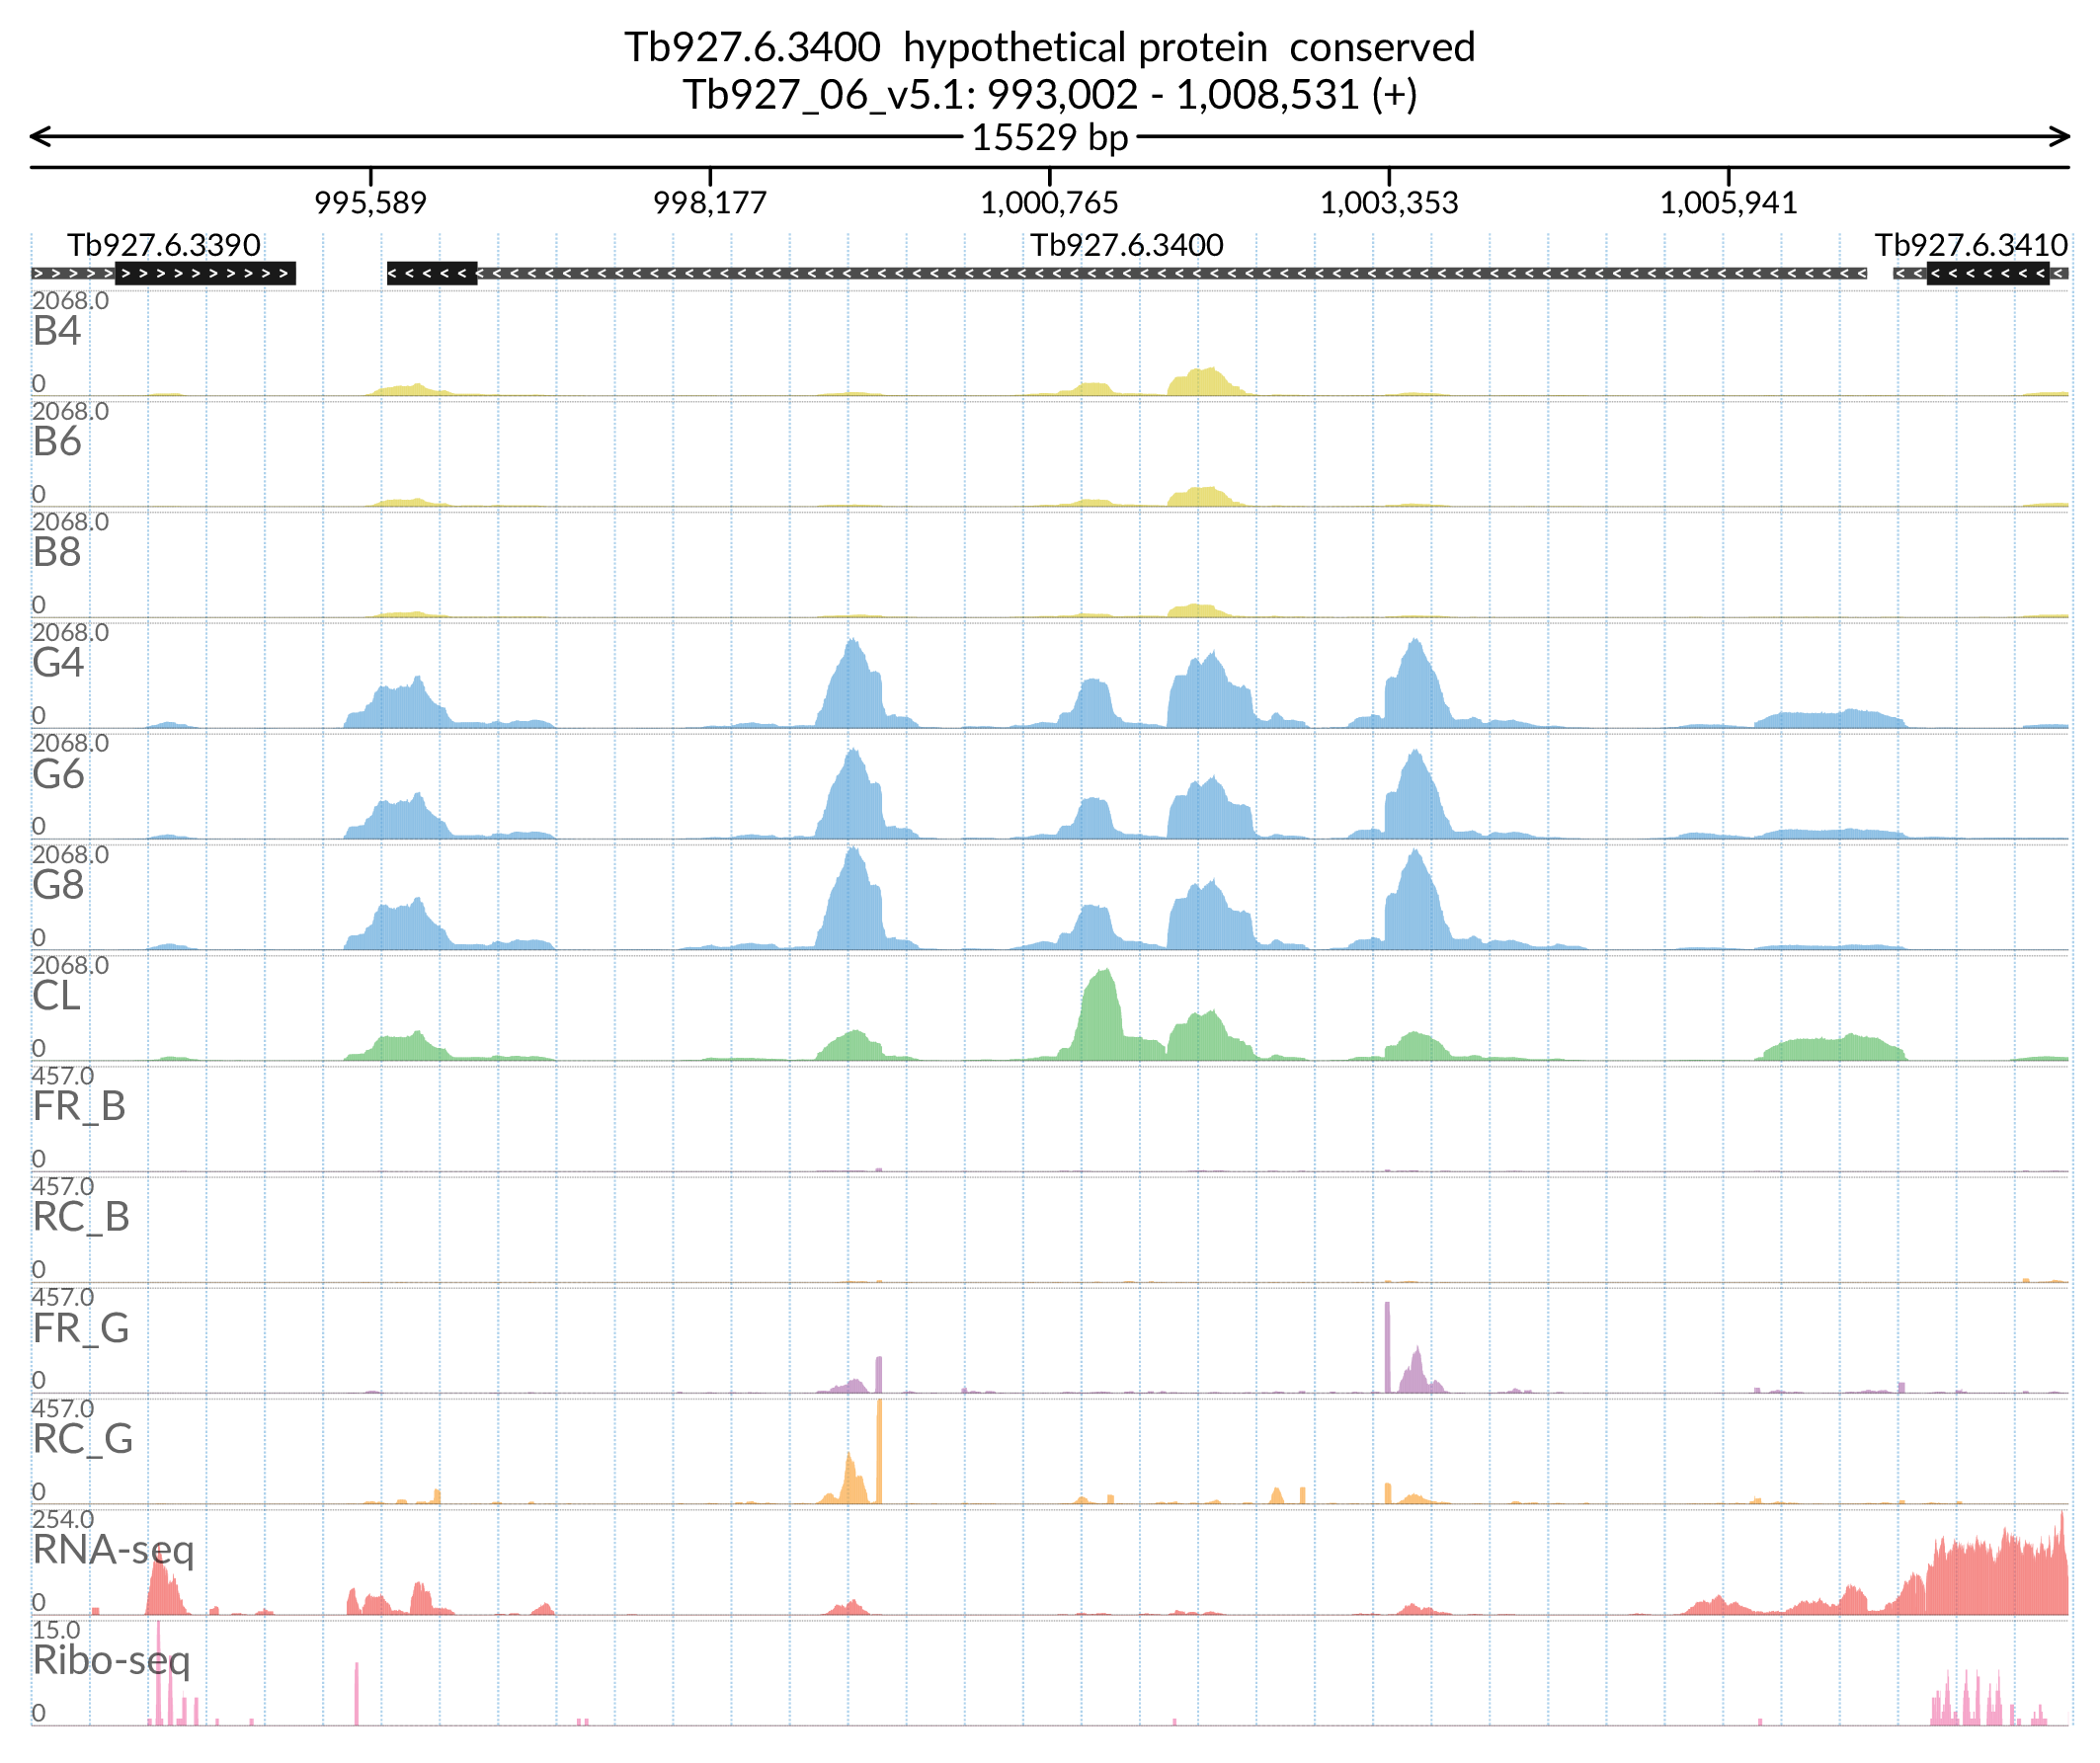 Tb927.6.3400 hypothetical protein conserved
Tb927_06_v5.1: 993,002 - 1,008,531 (+)
15529 bp
995,589 998,177 1,000,765 1,003,353 1,005,941
Tb927.6.3390 Tb927.6.3400 Tb927.6.3410
2068.0
B4
0
2068.0
B6
0
2068.0
B8
0
2068.0
G4
0
2068.0
G6
0
2068.0
G8
0
2068.0
CL
0
457.0
FR_B
0
457.0
RC_B
0
457.0
FR_G
0
457.0
RC_G
0
254.0
RNA-seq
0
15.0
Ribo-seq
0